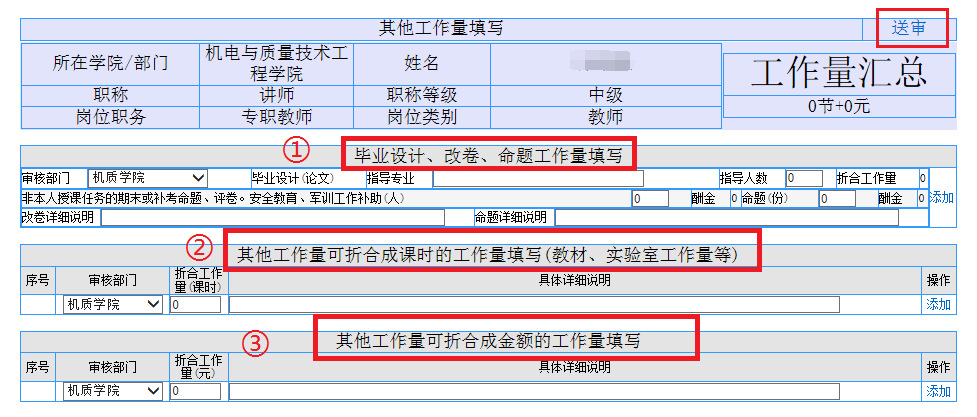 其他工作量填写 送审
所在学院/部门 机电与质量技术工程学院 姓名
工作量汇总
职称 讲师 职称等级 中级
0节+0元
岗位职务 专职教师 岗位类别 教师
① 毕业设计、改卷、命题工作量填写
审核部门 机质学院 毕业设计(论文) 指导专业 指导人数 0 折合工作量 0
非本人授课任务的期末或补考命题、评卷。安全教育、军训工作补助(人) 0 酬金 0 命题(份) 0 酬金 0 添加
改卷详细说明 命题详细说明
② 其他工作量可折合成课时的工作量填写(教材、实验室工作量等)
序号 审核部门 折合工作量(课时) 具体详细说明 操作
机质学院 0 添加
③ 其他工作量可折合成金额的工作量填写
序号 审核部门 折合工作量(元) 具体详细说明 操作
机质学院 0 添加